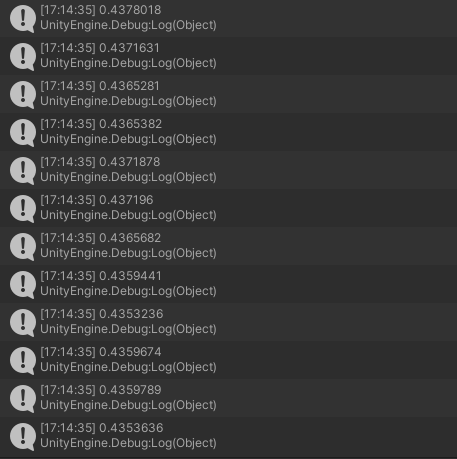 [17:14:35] 0.4378018
UnityEngine.Debug:Log(Object)
[17:14:35] 0.4371631
UnityEngine.Debug:Log(Object)
[17:14:35] 0.4365281
UnityEngine.Debug:Log(Object)
[17:14:35] 0.4365382
UnityEngine.Debug:Log(Object)
[17:14:35] 0.4371878
UnityEngine.Debug:Log(Object)
[17:14:35] 0.437196
UnityEngine.Debug:Log(Object)
[17:14:35] 0.4365682
UnityEngine.Debug:Log(Object)
[17:14:35] 0.4359441
UnityEngine.Debug:Log(Object)
[17:14:35] 0.4353236
UnityEngine.Debug:Log(Object)
[17:14:35] 0.4359674
UnityEngine.Debug:Log(Object)
[17:14:35] 0.4359789
UnityEngine.Debug:Log(Object)
[17:14:35] 0.4353636
UnityEngine.Debug:Log(Object)